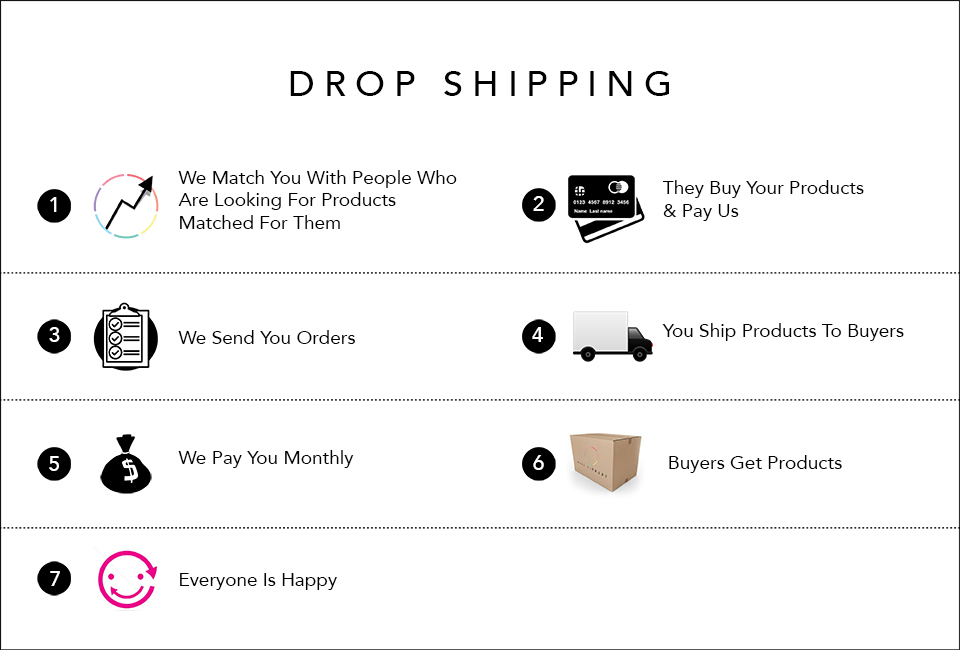 DROP SHIPPING
1
We Match You With People Who
Are Looking For Products
Matched For Them
2
0123 4567 8912 3456
Name Last name
They Buy Your Products
& Pay Us
3
We Send You Orders
4
You Ship Products To Buyers
5
$
We Pay You Monthly
6
Buyers Get Products
7
Everyone Is Happy